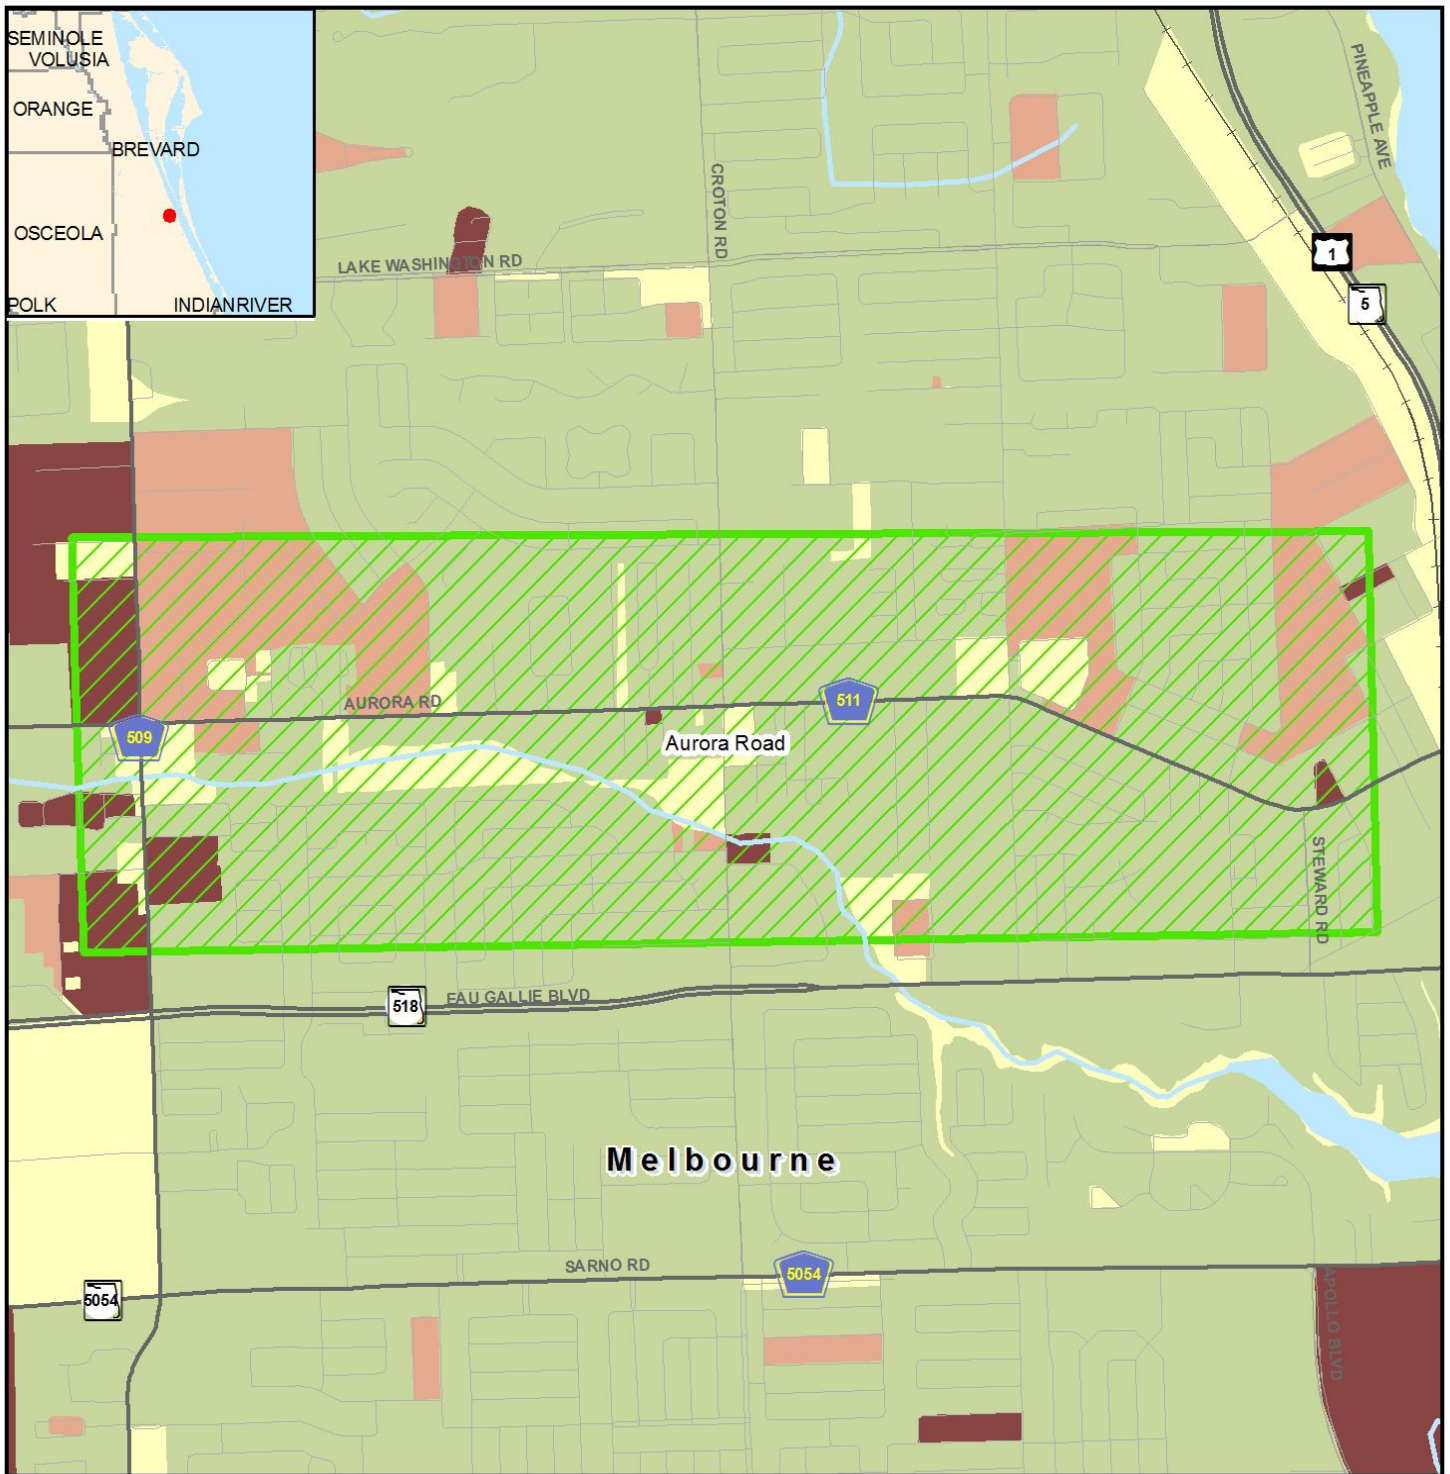 SEMINOLE
VOLUSIA
ORANGE
BREVARD
OSCEOLA
POLK
INDIANRIVER
PINEAPPLE AVE
CROTON RD
LAKE WASHINGTON RD
1
5
AURORA RD
511
509
Aurora Road
STEWARD RD
518
EAU GALLIE BLVD
Melbourne
SARNO RD
5054
5054
APOLLO BLVD